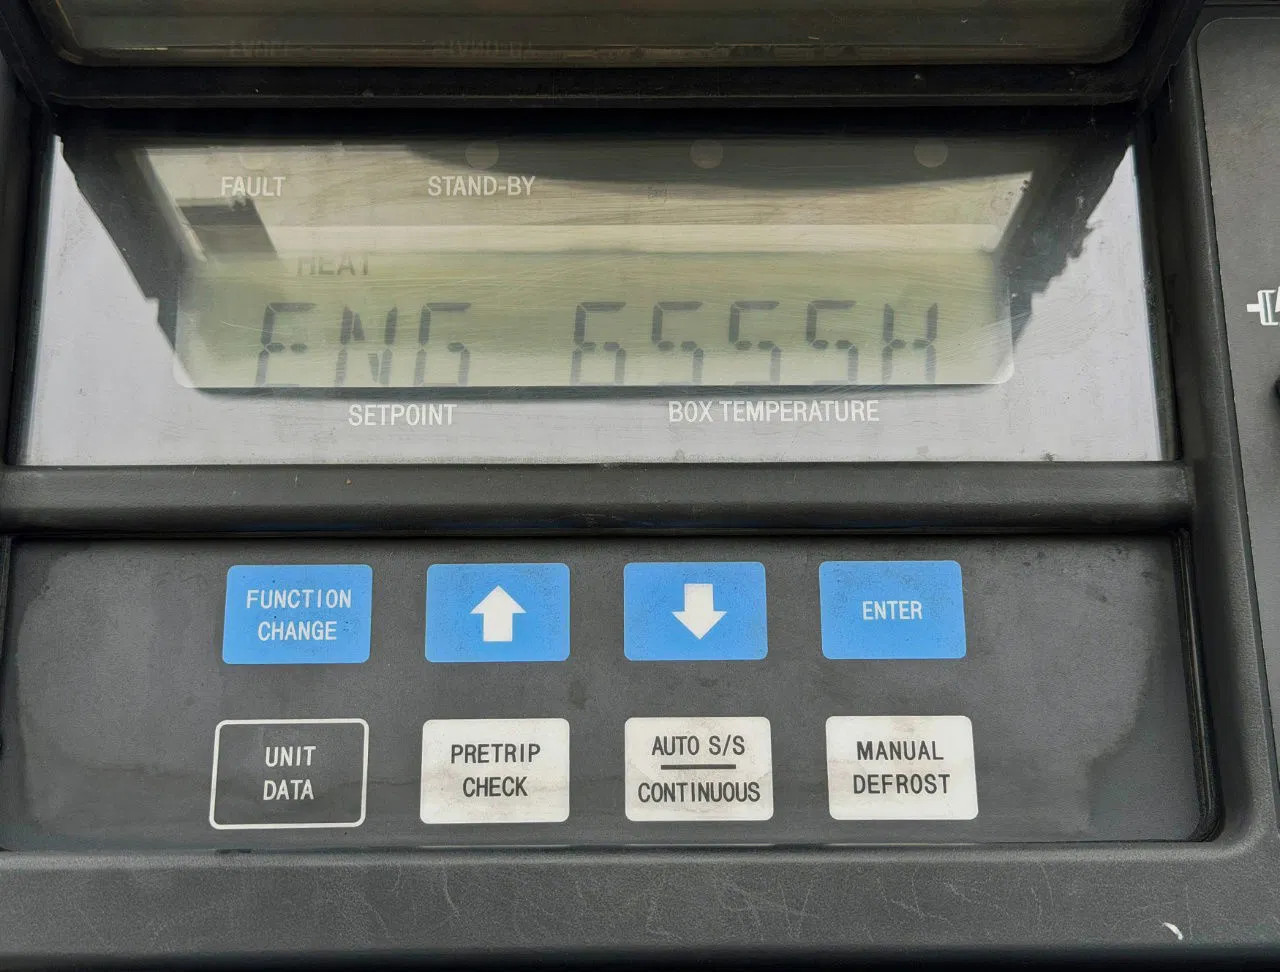 FAULT STAND-BY
HEAT
ENG 6555H
SETPOINT BOX TEMPERATURE
FUNCTION
CHANGE
ENTER
UNIT
DATA
PRETRIP
CHECK
AUTO S/S
CONTINUOUS
MANUAL
DEFROST